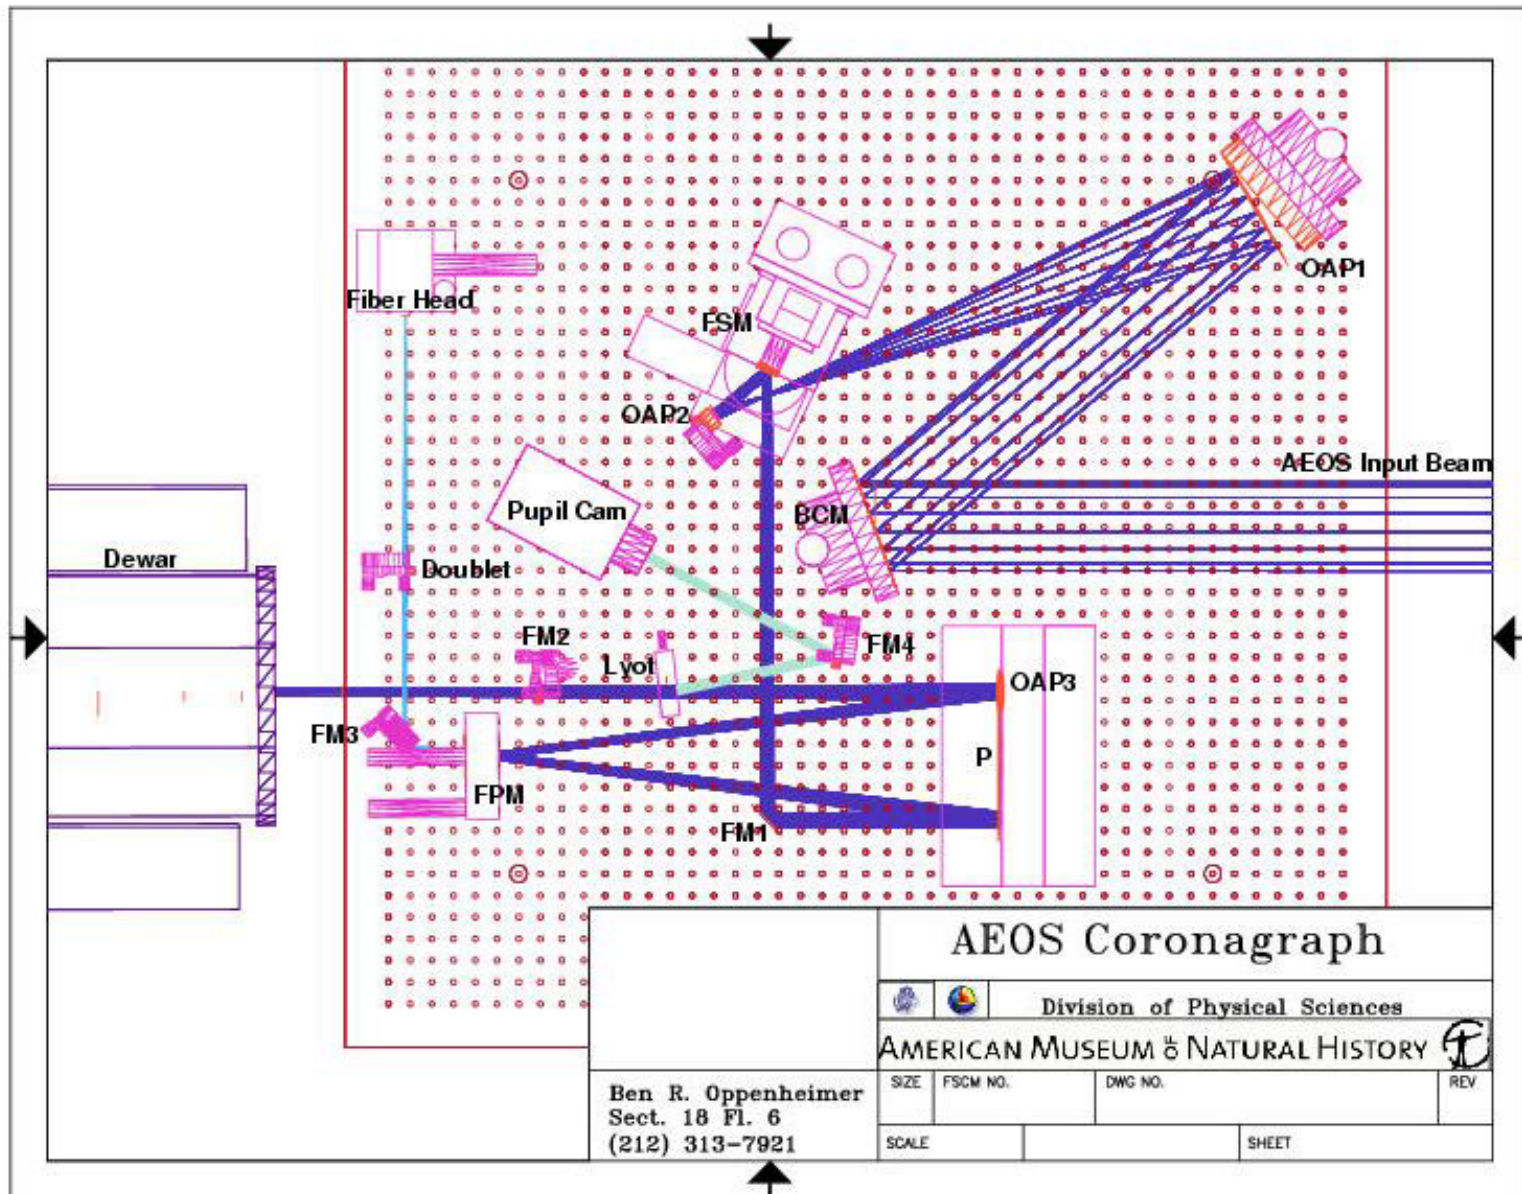 OAP1
Fiber Head
FSM
OAP2
AEOS Input Beam
Pupil Cam
BCM
Dewar
Doublet
FM2
Lyot
FM4
OAP3
FM3
P
FPM
FM1
AEOS Coronagraph
Division of Physical Sciences
AMERICAN MUSEUM OF NATURAL HISTORY
Ben R. Oppenheimer
Sect. 18 Fl. 6
(212) 313-7921
SIZE
FSCM NO.
DWG NO.
REV
SCALE
SHEET